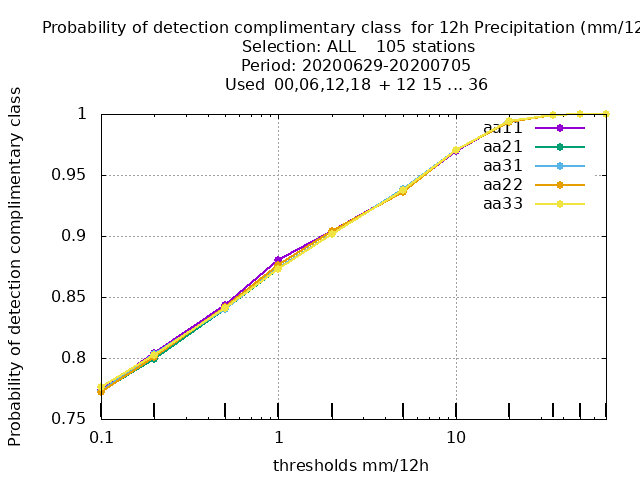 Probability of detection complimentary class for 12h Precipitation (mm/12
Selection: ALL 105 stations
Period: 20200629-20200705
Used 00,06,12,18 + 12 15 ... 36
Probability of detection complimentary class
1
0.95
0.9
0.85
0.8
0.75
aa11
aa21
aa31
aa22
aa33
0.1
1
10
thresholds mm/12h